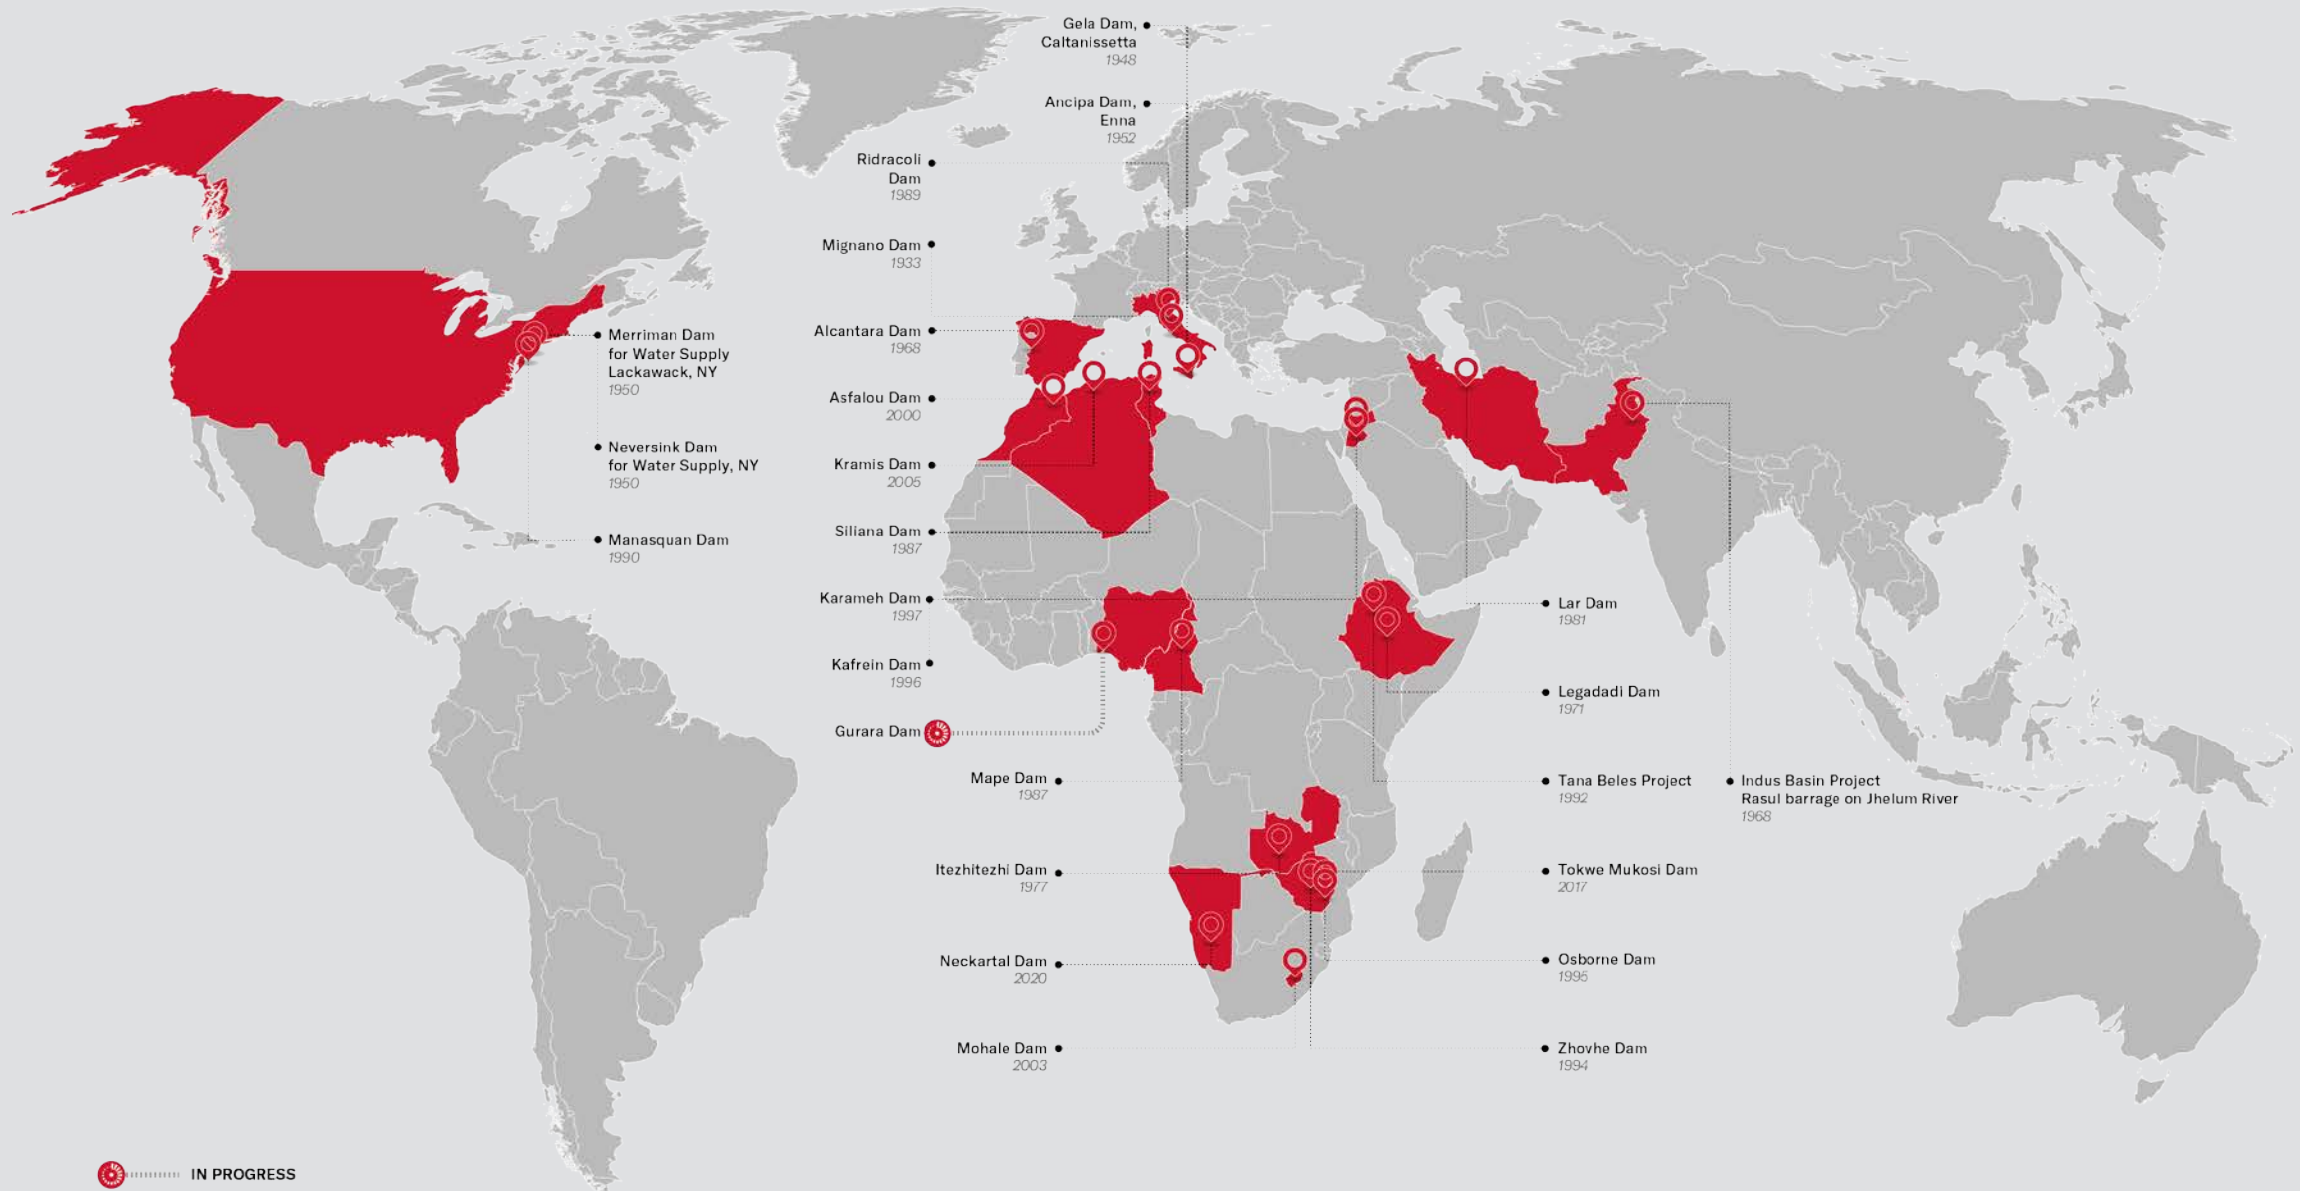 Gela Dam,
Caltanissetta
1948
Ancipa Dam,
Enna
1952
Ridracoli
Dam
1989
Mignano Dam
1933
Alcantara Dam
1968
Asfalou Dam
2000
Kramis Dam
2005
Siliana Dam
1987
Karameh Dam
1997
Kafrein Dam
1996
Gurara Dam
Mape Dam
1987
Itezhitezhi Dam
1977
Neckartal Dam
2020
Mohale Dam
2003
Merriman Dam
for Water Supply
Lackawack, NY
1950
Neversink Dam
for Water Supply, NY
1950
Manasquan Dam
1990
Lar Dam
1981
Legadadi Dam
1971
Tana Beles Project
1992
Indus Basin Project
Rasul barrage on Jhelum River
1968
Tokwe Mukosi Dam
2017
Osborne Dam
1995
Zhovhe Dam
1994
IN PROGRESS